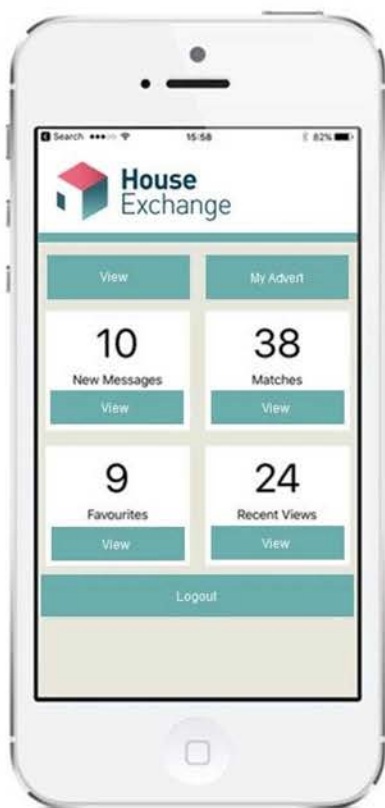 Search 15:58 82%
House
Exchange
View My Advert
10 38
New Messages Matches
View View
9 24
Favourites Recent Views
View View
Logout